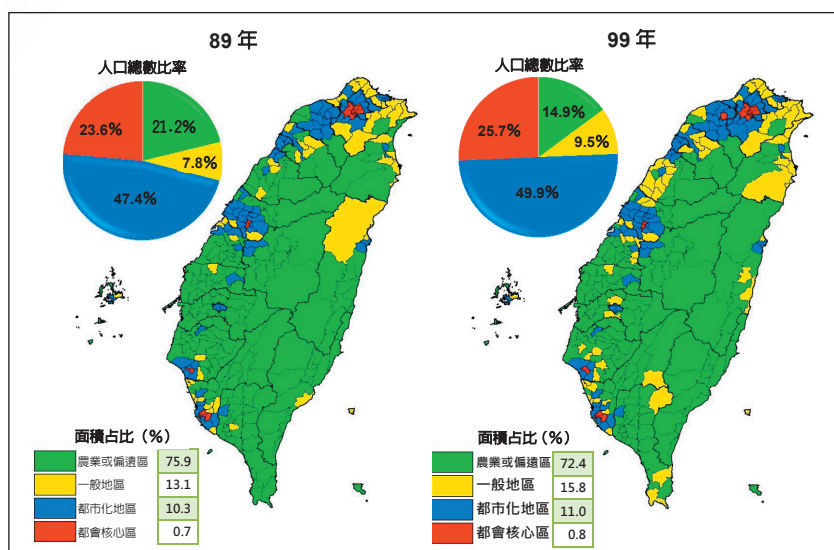 89 年
人口總數比率
23.6%
21.2%
7.8%
47.4%
面積占比（%）
農業或偏遠區 75.9
一般地區 13.1
都市化地區 10.3
都會核心區 0.7
99 年
人口總數比率
25.7%
14.9%
9.5%
49.9%
面積占比（%）
農業或偏遠區 72.4
一般地區 15.8
都市化地區 11.0
都會核心區 0.8